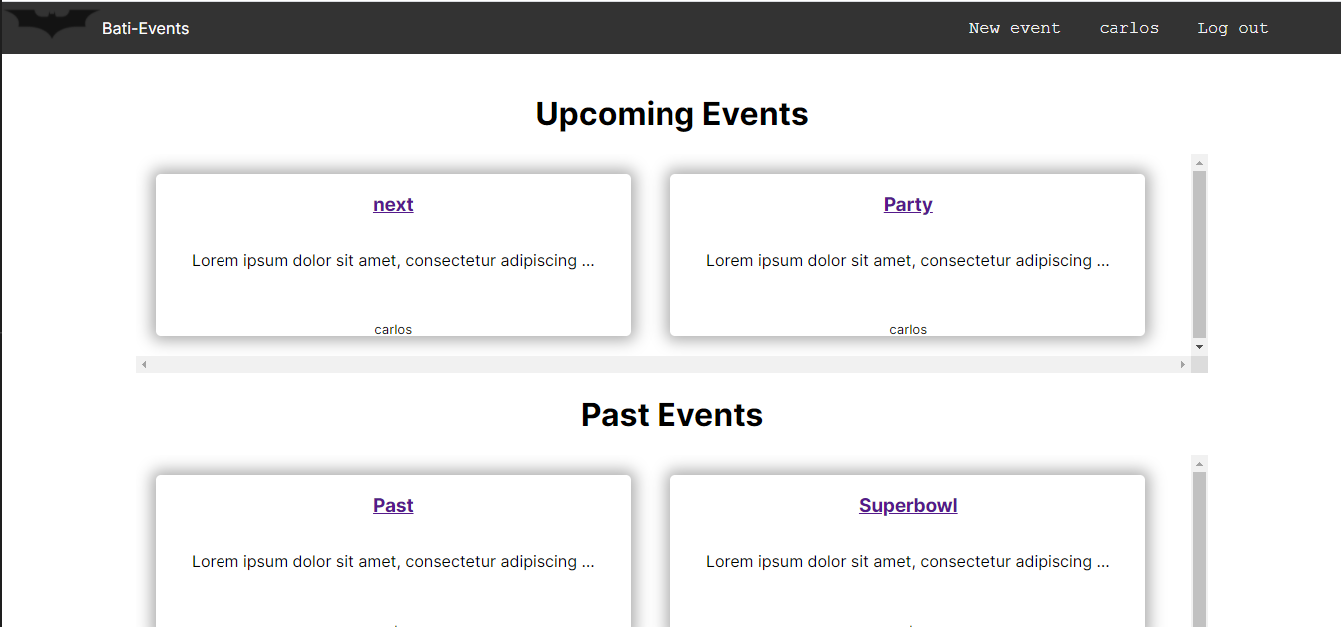 Bati-Events New event carlos Log out
Upcoming Events
next Party
Lorem ipsum dolor sit amet, consectetur adipiscing ... Lorem ipsum dolor sit amet, consectetur adipiscing ...
carlos carlos
Past Events
Past Superbowl
Lorem ipsum dolor sit amet, consectetur adipiscing ... Lorem ipsum dolor sit amet, consectetur adipiscing ...